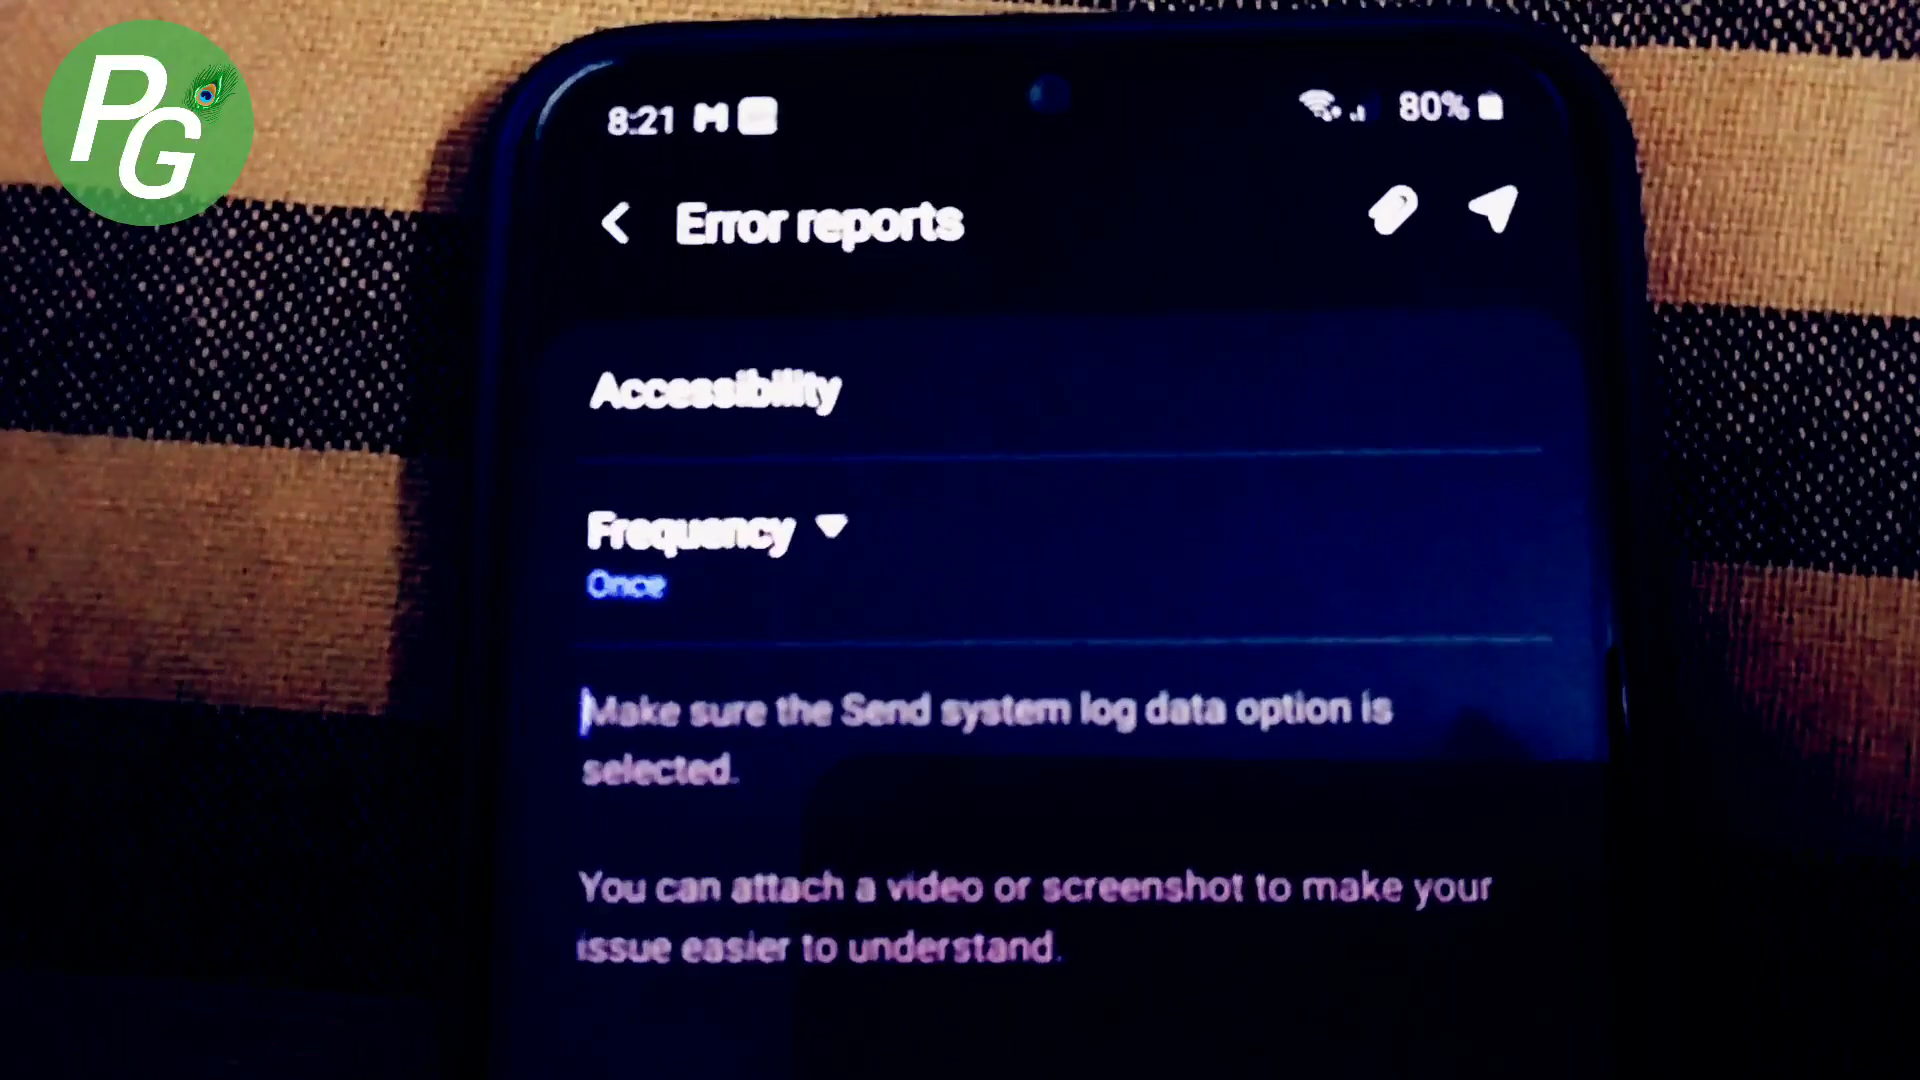 PG
8:21 M 80%
Error reports
Accessibility
Frequency
Once
Make sure the Send system log data option is
selected.
You can attach a video or screenshot to make your
issue easier to understand.